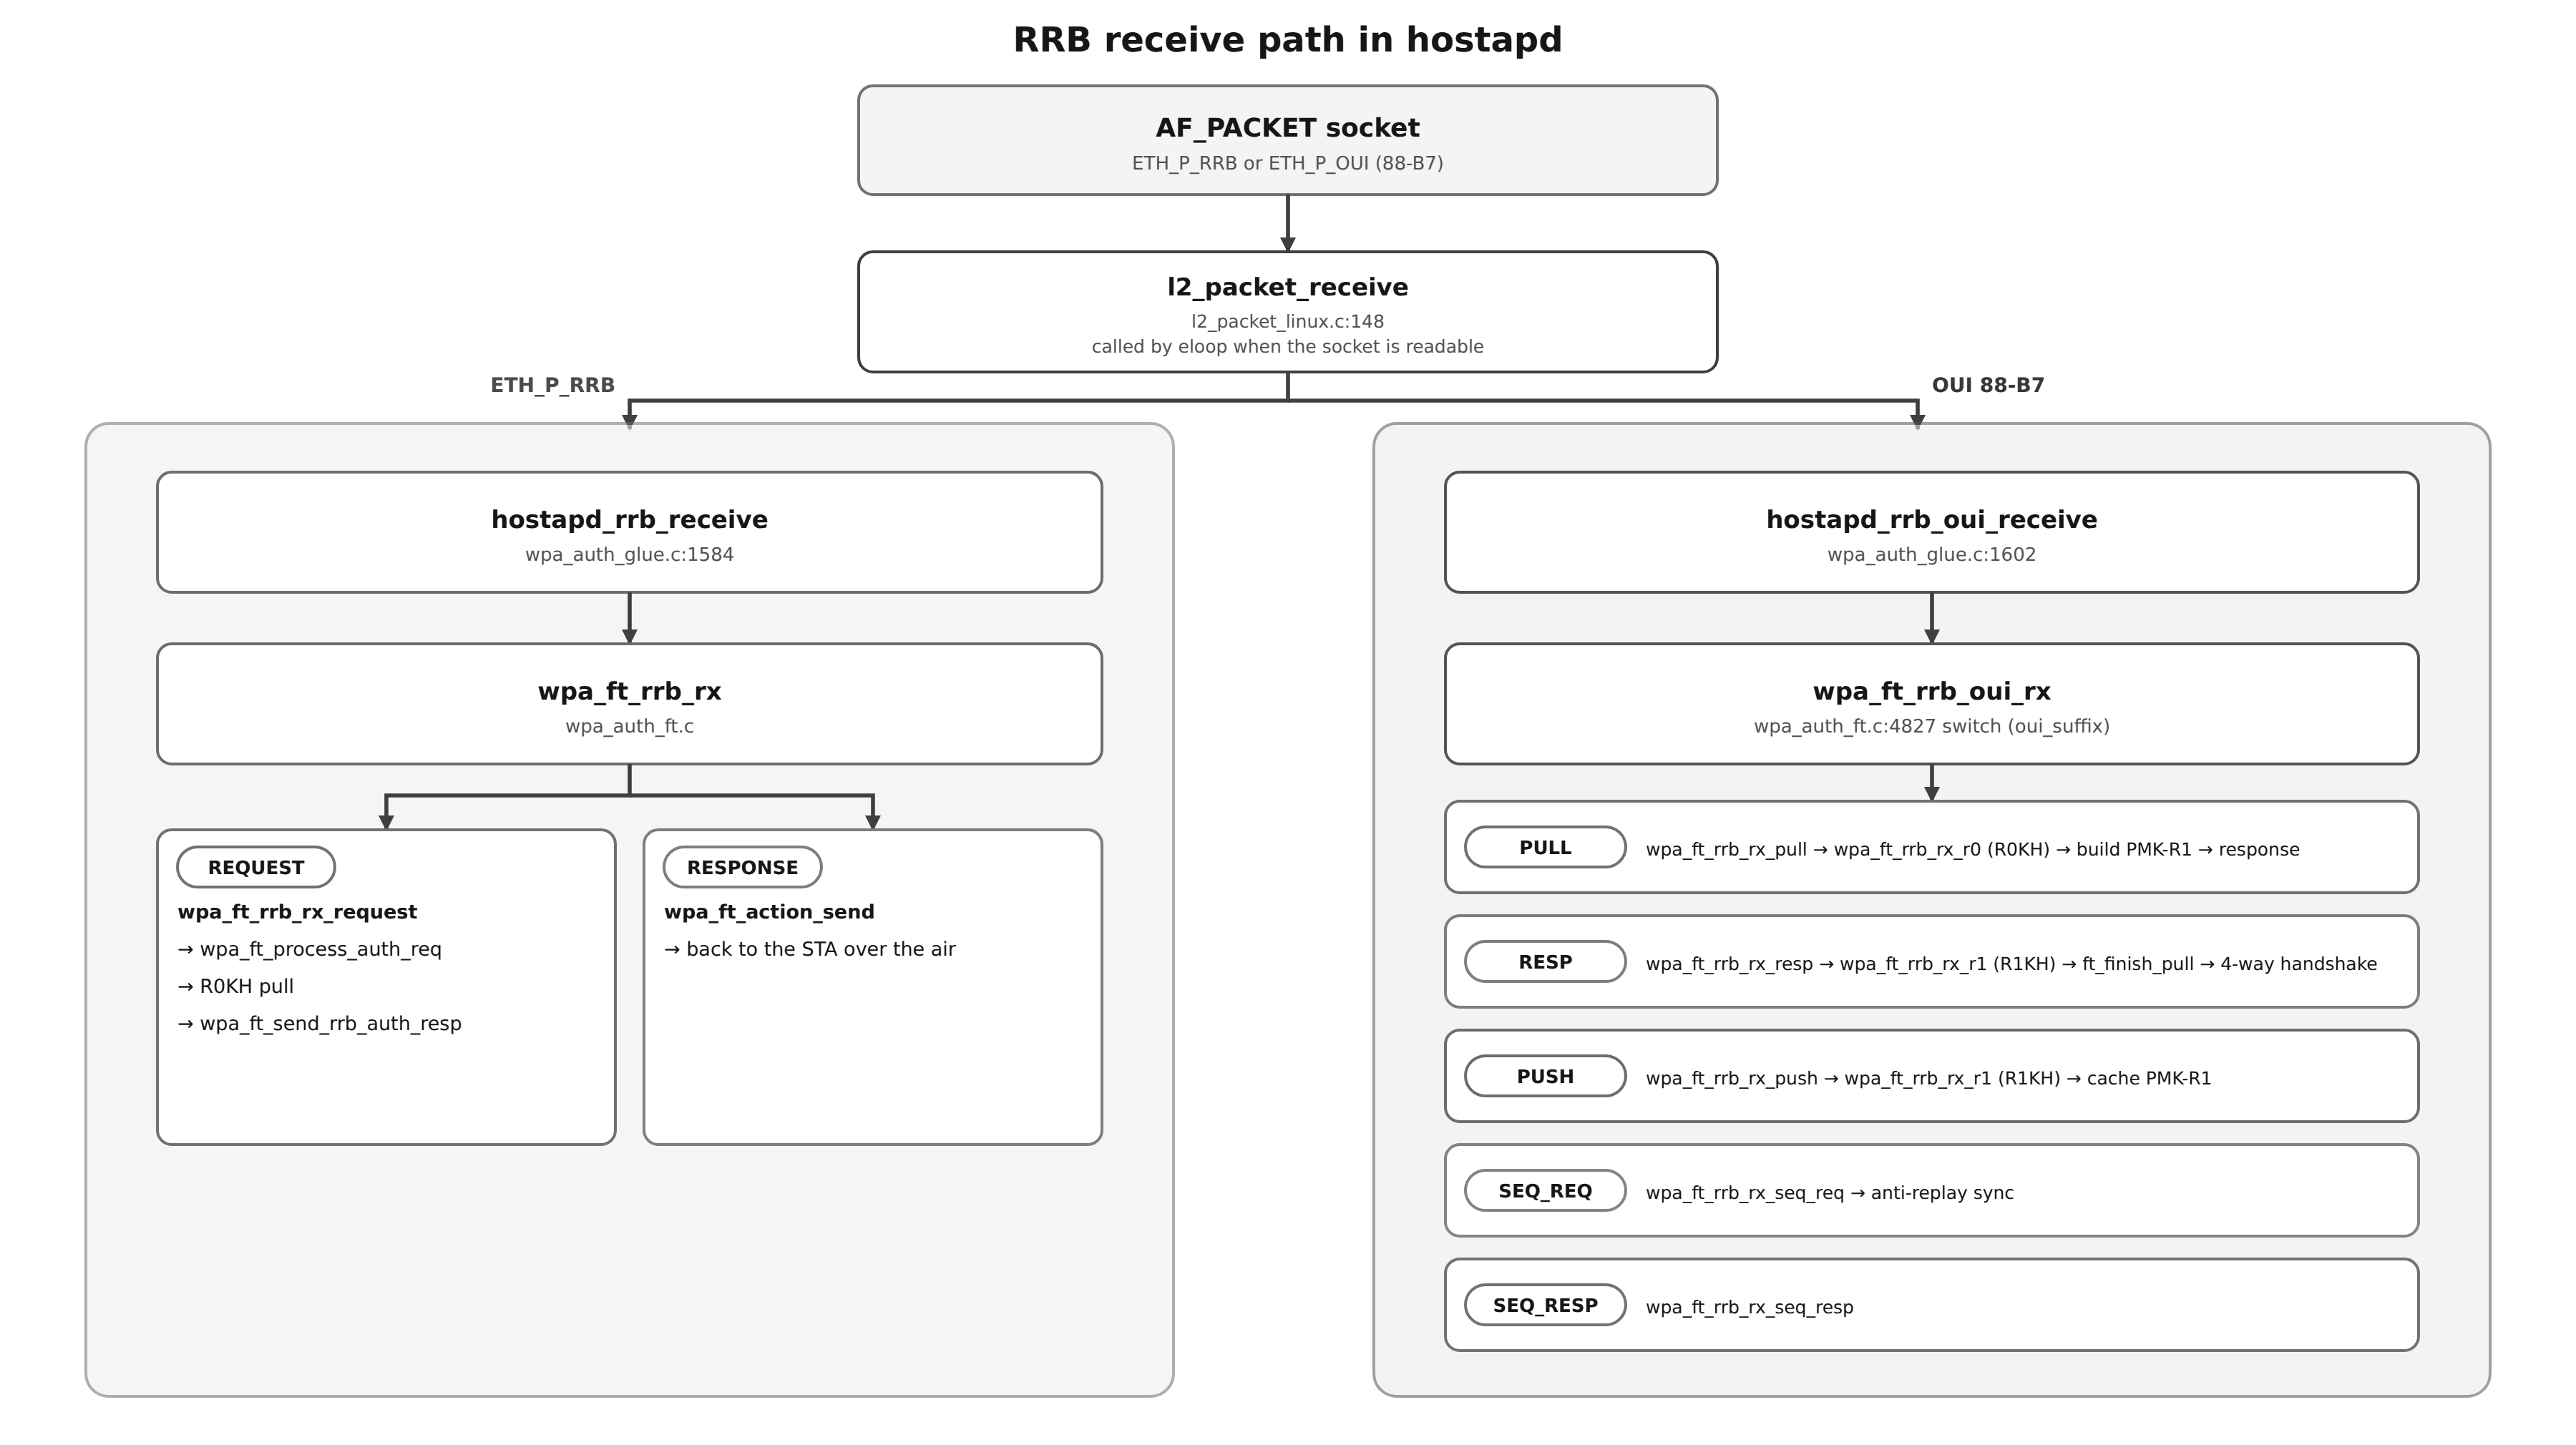 RRB receive path in hostapd
AF_PACKET socket
ETH_P_RRB or ETH_P_OUI (88-B7)
l2_packet_receive
l2_packet_linux.c:148
called by eloop when the socket is readable
ETH_P_RRB
OUI 88-B7
hostapd_rrb_receive
wpa_auth_glue.c:1584
wpa_ft_rrb_rx
wpa_auth_ft.c
REQUEST
wpa_ft_rrb_rx_request
→ wpa_ft_process_auth_req
→ R0KH pull
→ wpa_ft_send_rrb_auth_resp
RESPONSE
wpa_ft_action_send
→ back to the STA over the air
hostapd_rrb_oui_receive
wpa_auth_glue.c:1602
wpa_ft_rrb_oui_rx
wpa_auth_ft.c:4827 switch (oui_suffix)
PULL wpa_ft_rrb_rx_pull → wpa_ft_rrb_rx_r0 (R0KH) → build PMK-R1 → response
RESP wpa_ft_rrb_rx_resp → wpa_ft_rrb_rx_r1 (R1KH) → ft_finish_pull → 4-way handshake
PUSH wpa_ft_rrb_rx_push → wpa_ft_rrb_rx_r1 (R1KH) → cache PMK-R1
SEQ_REQ wpa_ft_rrb_rx_seq_req → anti-replay sync
SEQ_RESP wpa_ft_rrb_rx_seq_resp